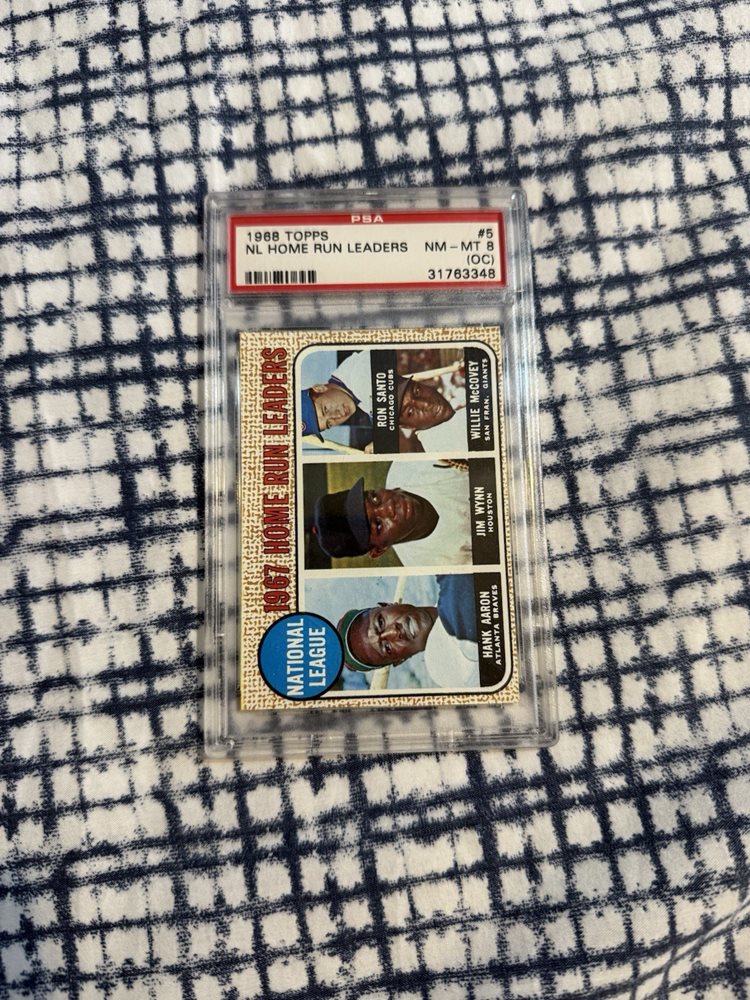 PSA
1968 TOPPS #5
NL HOME RUN LEADERS NM-MT 8
(OC)
31763348
1967 HOME RUN LEADERS
NATIONAL
LEAGUE
HANK AARON
ATLANTA BRAVES
JIM WYNN
HOUSTON
RON SANTO
CHICAGO CUBS
WILLIE McCOVEY
SAN FRAN. GIANTS